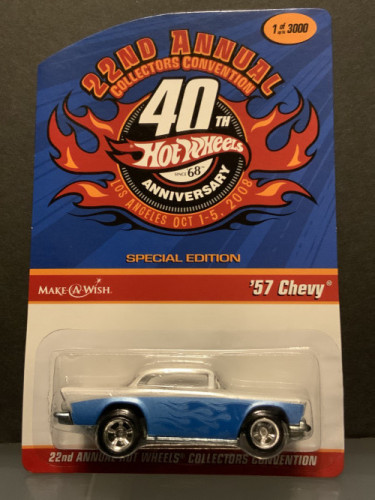 1 of 3000
22ND ANNUAL
COLLECTORS CONVENTION
40TH
Hot Wheels
SINCE 68
ANNIVERSARY
LOS ANGELES OCT 1-5, 2008
SPECIAL EDITION
MAKE-A-WISH®
'57 Chevy®
22nd ANNUAL HOT WHEELS® COLLECTORS CONVENTION